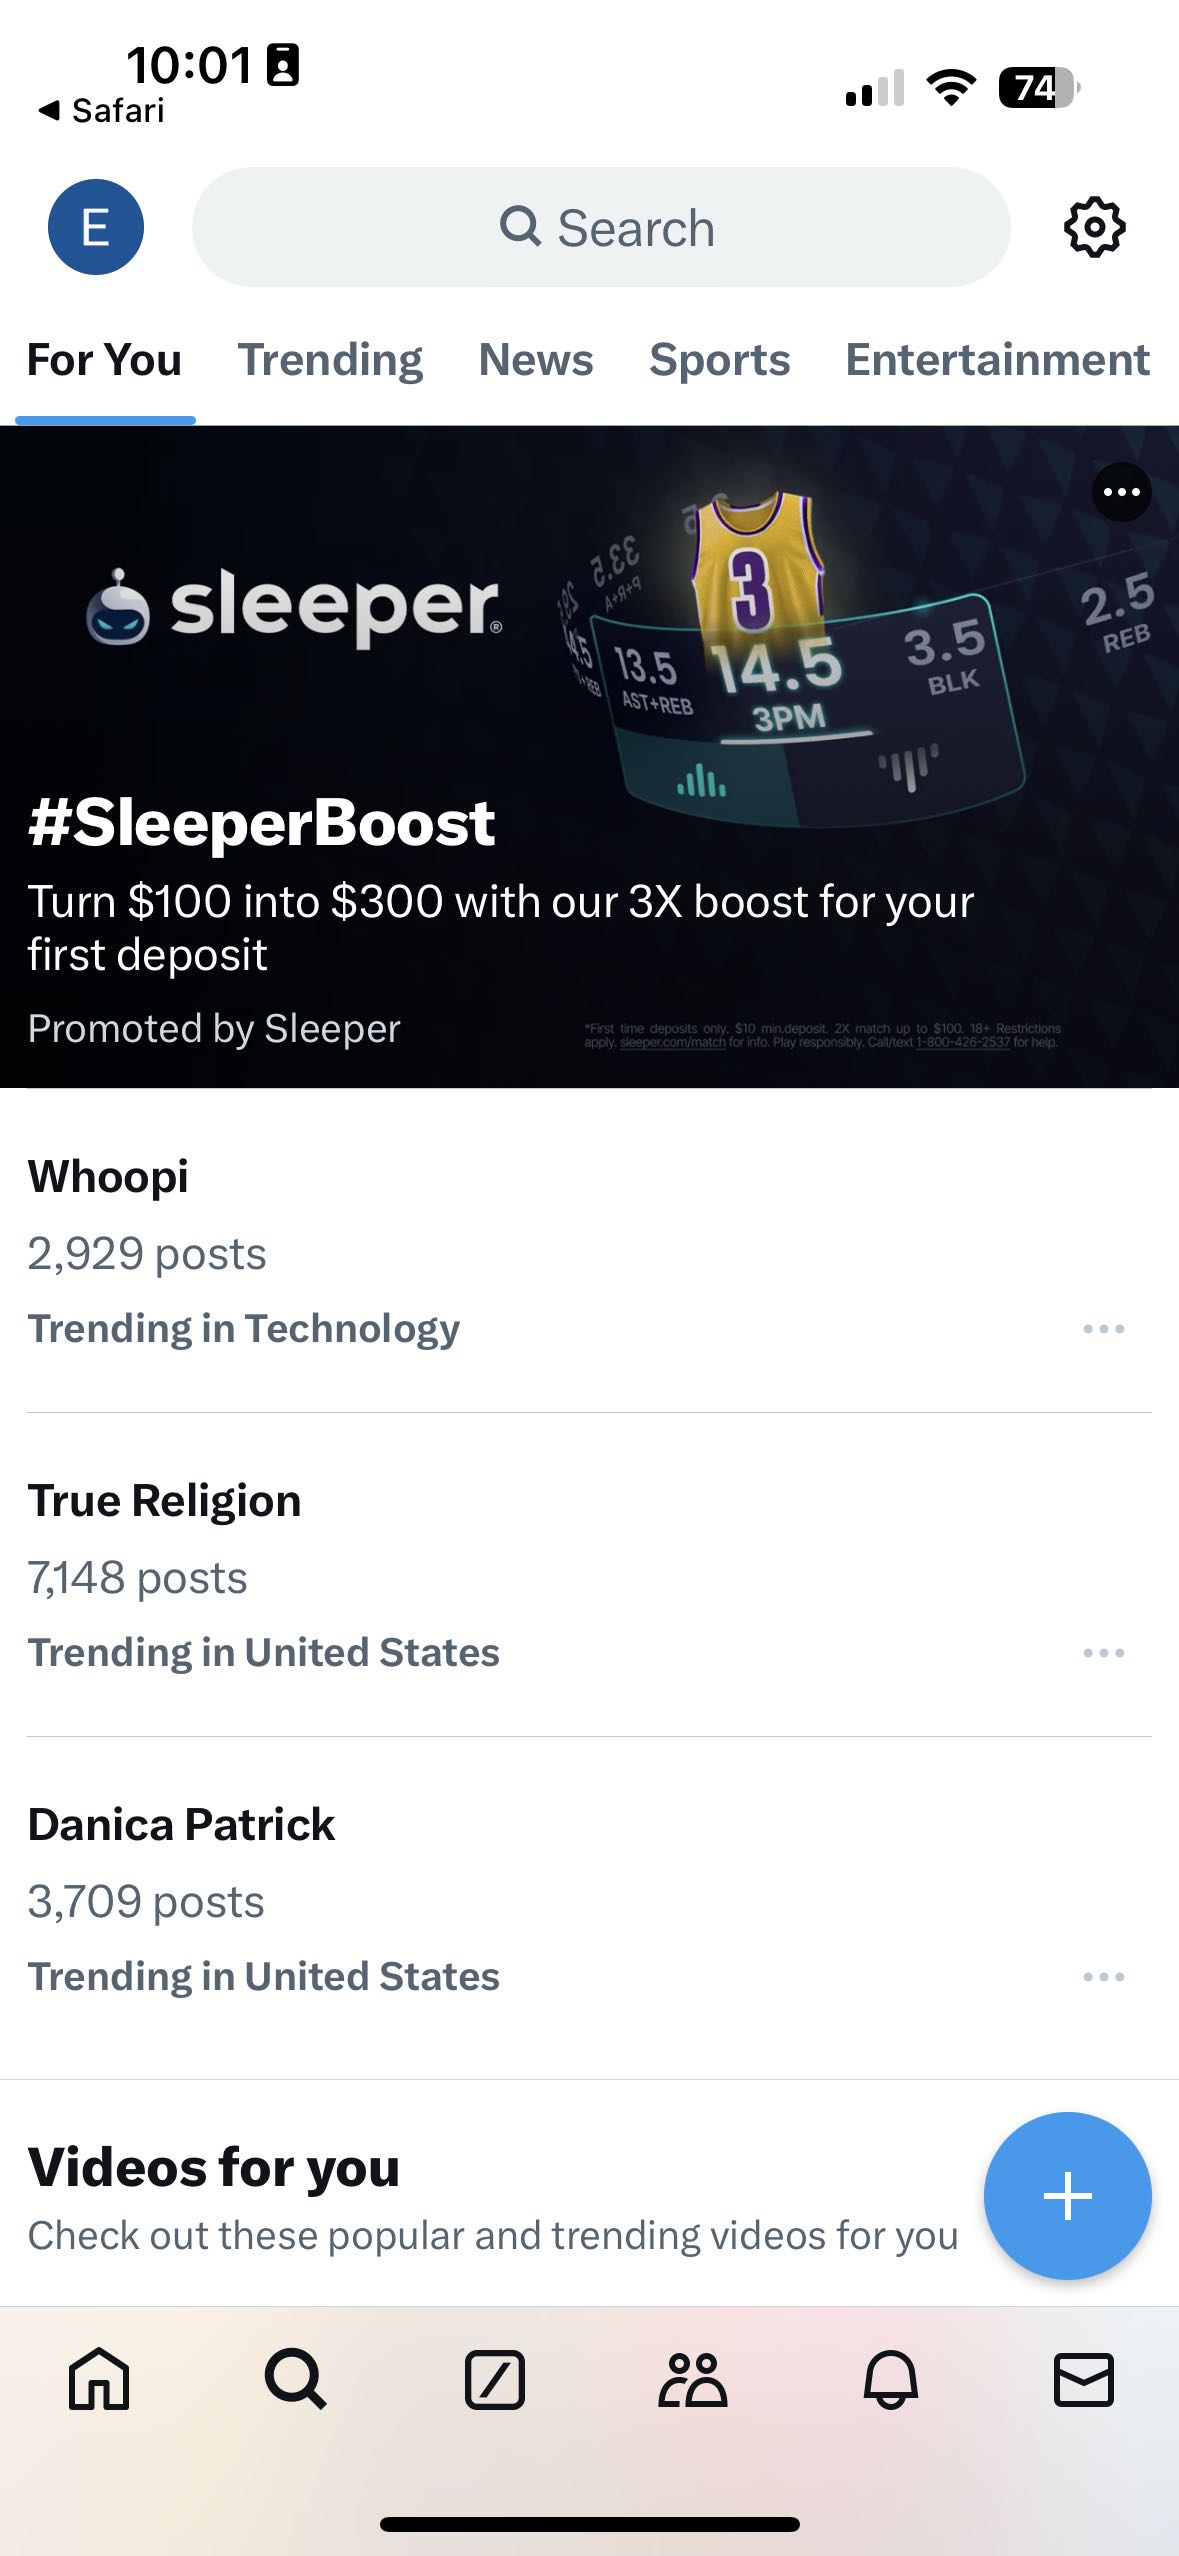 10:01
Safari
74
E
Search
For You Trending News Sports Entertainment
sleeper®
3
33.5
P+R+A
13.5
AST+REB
14.5
3PM
3.5
BLK
2.5
REB
#SleeperBoost
Turn $100 into $300 with our 3X boost for your
first deposit
Promoted by Sleeper
*First time deposits only. $10 min.deposit. 2X match up to $100. 18+ Restrictions
apply. sleeper.com/match for info. Play responsibly. Call/text 1-800-426-2537 for help.
Whoopi
2,929 posts
Trending in Technology
True Religion
7,148 posts
Trending in United States
Danica Patrick
3,709 posts
Trending in United States
Videos for you
Check out these popular and trending videos for you